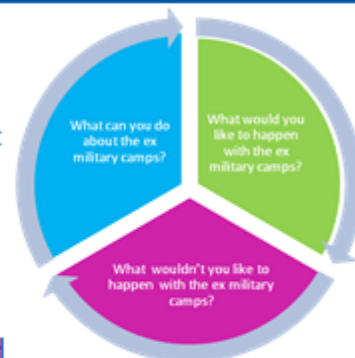 What can you do
about the ex
military camps?
What would you
like to happen
with the ex
military camps?
What wouldn't you like to
happen with the ex military
camps?